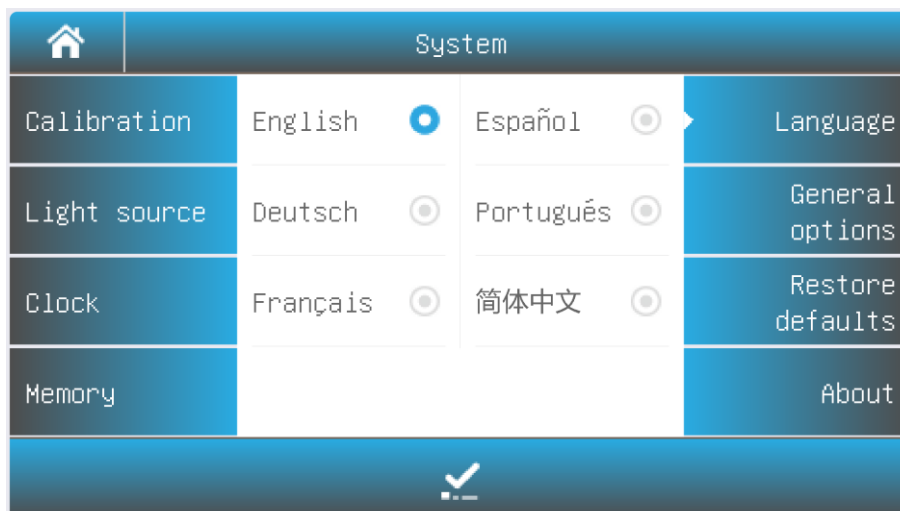 System
Calibration
English
Español
Language
Light source
Deutsch
Portugués
General
options
Clock
Français
简体中文
Restore
defaults
Memory
About